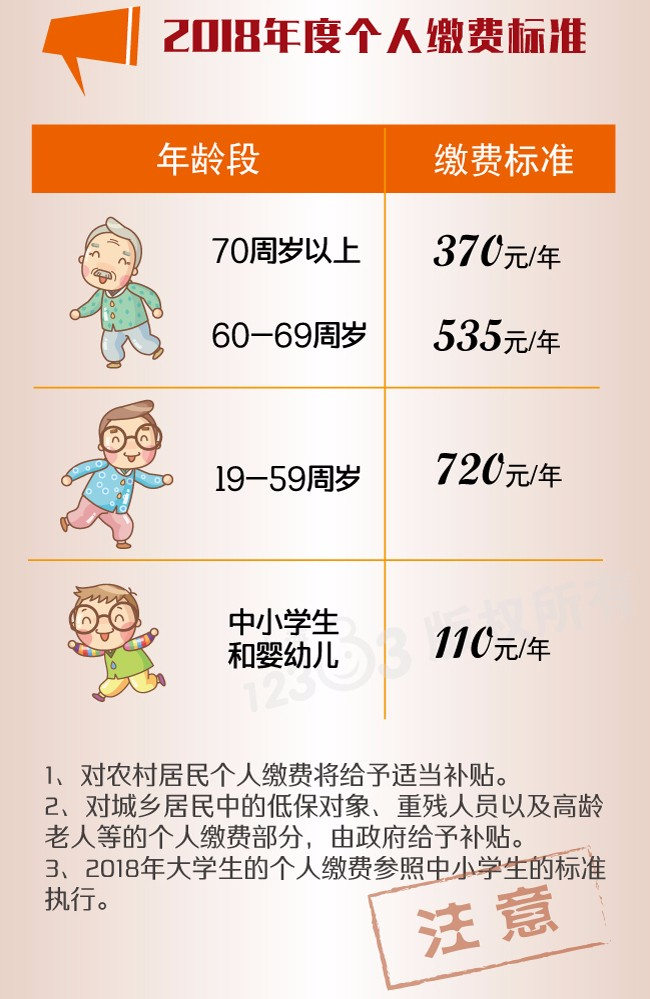 2018年度个人缴费标准
年龄段 缴费标准
70周岁以上 370元/年
60—69周岁 535元/年
19—59周岁 720元/年
中小学生
和婴幼儿
110元/年
12333 版权所有
1、对农村居民个人缴费将给予适当补贴。
2、对城乡居民中的低保对象、重残人员以及高龄
老人等的个人缴费部分，由政府给予补贴。
3、2018年大学生的个人缴费参照中小学生的标准
执行。
注意